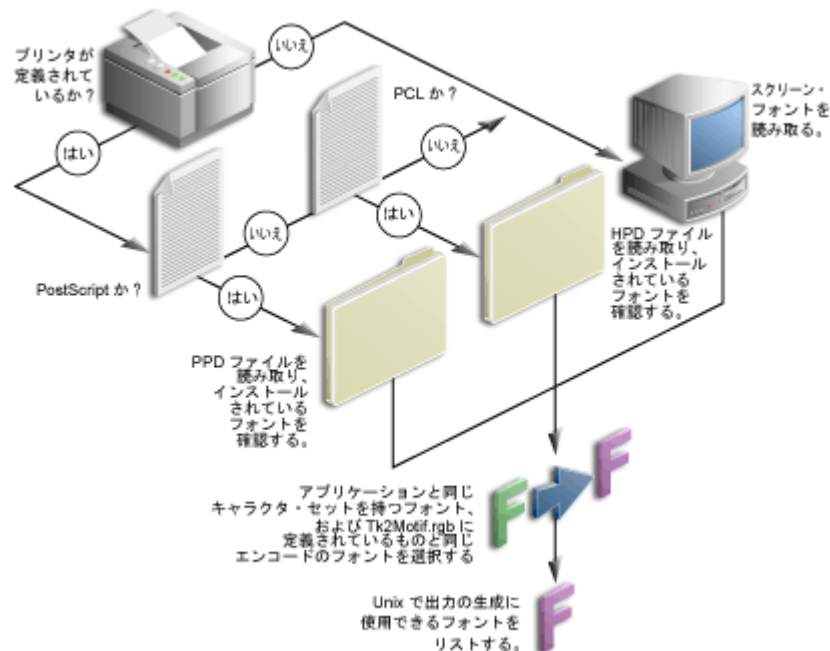 プリンタが
定義されて
いるか？
いいえ
はい
PCL か？
いいえ
スクリーン・
フォントを
読み取る。
PostScript か？
いいえ
はい
はい
HPD ファイル
を読み取り、
インストール
されている
フォントを
確認する。
PPD ファイルを
読み取り、
インストール
されている
フォントを
確認する。
アプリケーションと同じ
キャラクタ・セットを持つフォント、
および Tk2Motif.rgb に
定義されているものと同じ
エンコードのフォントを選択する
F
F
Unix で出力の生成に
使用できるフォントを
リストする。
F